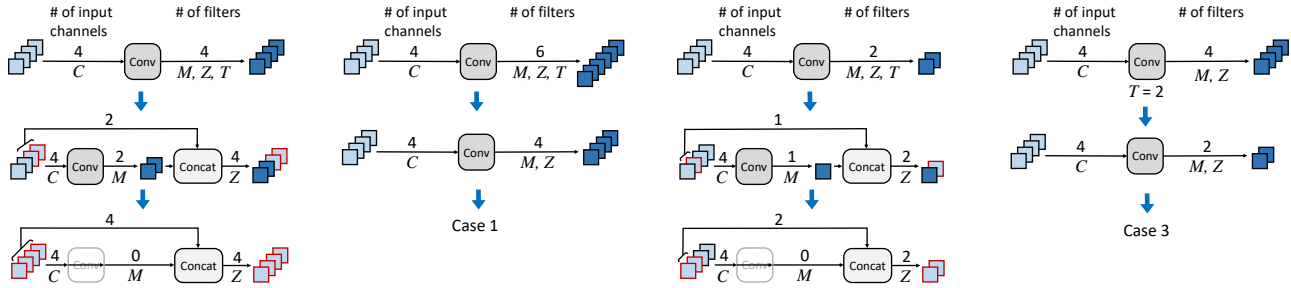 # of input channels
# of filters
4
C
Conv
4
M, Z, T
2
4
C
Conv
2
M
Concat
4
Z
4
4
C
Conv
0
M
Concat
4
Z
# of input channels
# of filters
4
C
Conv
6
M, Z, T
4
C
Conv
4
M, Z
Case 1
# of input channels
# of filters
4
C
Conv
2
M, Z, T
1
4
C
Conv
1
M
Concat
2
Z
2
4
C
Conv
0
M
Concat
2
Z
# of input channels
# of filters
4
C
Conv
4
M, Z
T = 2
4
C
Conv
2
M, Z
Case 3